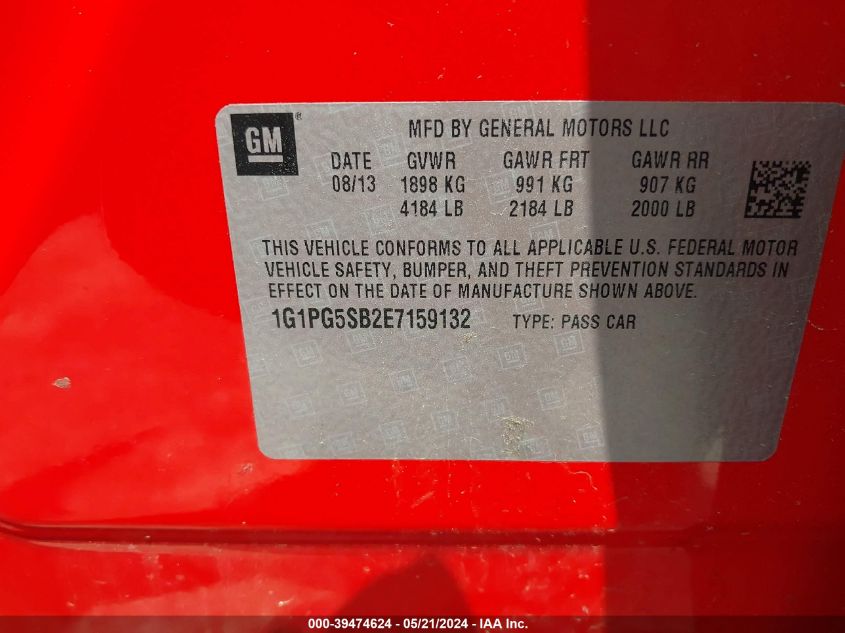 GM®
MFD BY GENERAL MOTORS LLC
DATE GVWR GAWR FRT GAWR RR
08/13 1898 KG 991 KG 907 KG
4184 LB 2184 LB 2000 LB
THIS VEHICLE CONFORMS TO ALL APPLICABLE U.S. FEDERAL MOTOR
VEHICLE SAFETY, BUMPER, AND THEFT PREVENTION STANDARDS IN
EFFECT ON THE DATE OF MANUFACTURE SHOWN ABOVE.
1G1PG5SB2E7159132 TYPE: PASS CAR
000-39474624 - 05/21/2024 - IAA Inc.